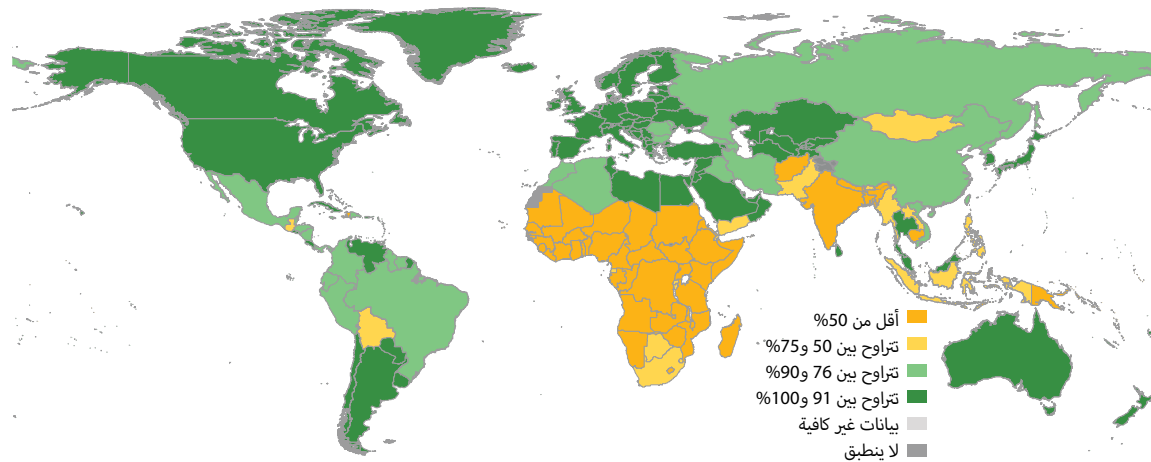 أقل من 50%
تتراوح بين 50 و75%
تتراوح بين 76 و90%
تتراوح بين 91 و100%
بيانات غير كافية
لا ينطبق